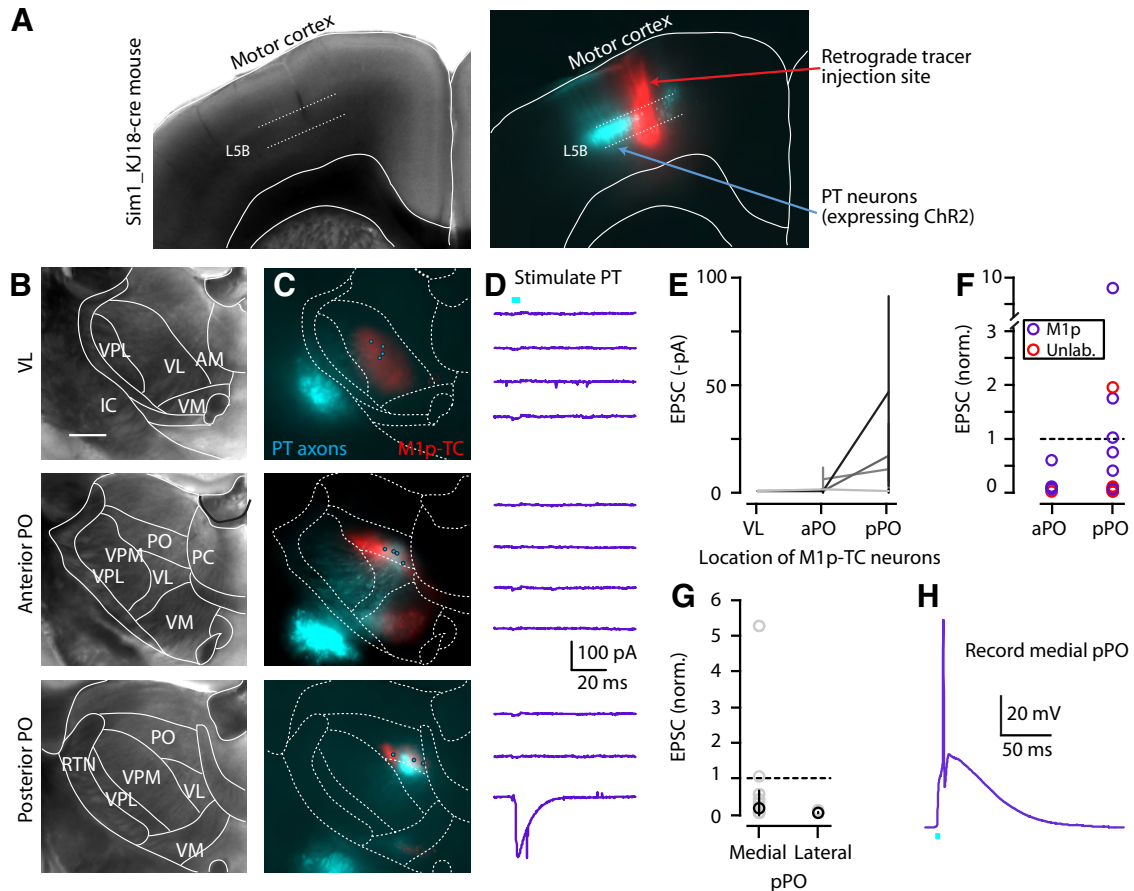 A
Sim1_KJ18-cre mouse
Motor cortex
L5B
Motor cortex
L5B
Retrograde tracer
injection site
PT neurons
(expressing ChR2)
B
VL
VPL
VL
AM
IC
VM
Anterior PO
PO
VPM
PC
VPL
VL
VM
Posterior PO
PO
RTN
VPM
VPL
VL
VM
C
PT axons
M1p-TC
D
Stimulate PT
100 pA
20 ms
E
EPSC (-pA)
100
50
0
VL
aPO
pPO
Location of M1p-TC neurons
F
EPSC (norm.)
10
3
2
1
0
M1p
Unlab.
aPO
pPO
G
EPSC (norm.)
6
5
4
3
2
1
0
Medial Lateral
pPO
H
Record medial pPO
20 mV
50 ms